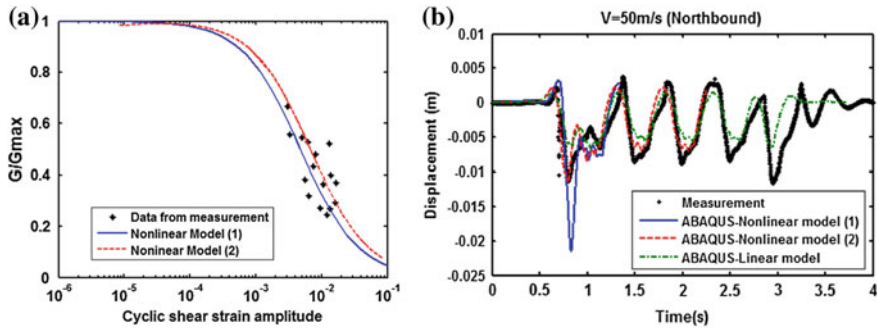 (a)
1
0.8
0.6
0.4
0.2
0
Gi/Gmax
Data from measurement
Nonlinear Model (1)
Noninear Model (2)
10-6
10-5
10-4
10-3
10-2
10-1
Cyclic shear strain amplitude
(b)
V=50m/s (Northbound)
0.01
0.005
0
-0.005
-0.01
-0.015
-0.02
-0.025
Displacement (m)
Measurement
ABAQUS-Nonlinear model (1)
ABAQUS-Nonlinear model (2)
ABAQUS-Linear model
0
0.5
1
1.5
2
2.5
3
3.5
4
Time(s)